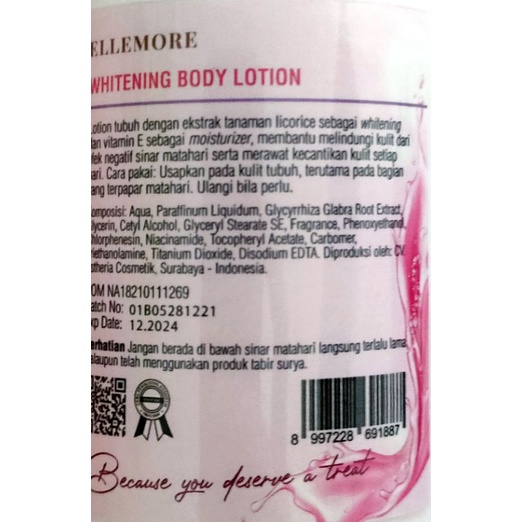 ELLEMORE
WHITENING BODY LOTION
Lotion tubuh dengan ekstrak tanaman licorice sebagai whitening
dan vitamin E sebagai moisturizer, membantu melindungi kulit dari
efek negatif sinar matahari serta merawat kecantikan kulit setiap
hari. Cara pakai: Usapkan pada kulit tubuh, terutama pada bagian
yang terpapar matahari. Ulangi bila perlu.
Komposisi: Aqua, Paraffinum Liquidum, Glycyrrhiza Glabra Root Extract,
Glycerin, Cetyl Alcohol, Glyceryl Stearate SE, Fragrance, Phenoxyethanol,
Chlorphenesin, Niacinamide, Tocopheryl Acetate, Carbomer,
Triethanolamine, Titanium Dioxide, Disodium EDTA. Diproduksi oleh: CV
estheria Cosmetik, Surabaya - Indonesia.
POM NA18210111269
Batch No: 01B05281221
Exp Date: 12.2024
Perhatian Jangan berada di bawah sinar matahari langsung terlalu lama,
walaupun telah menggunakan produk tabir surya.
8 997228 691887
Because you deserve a treat